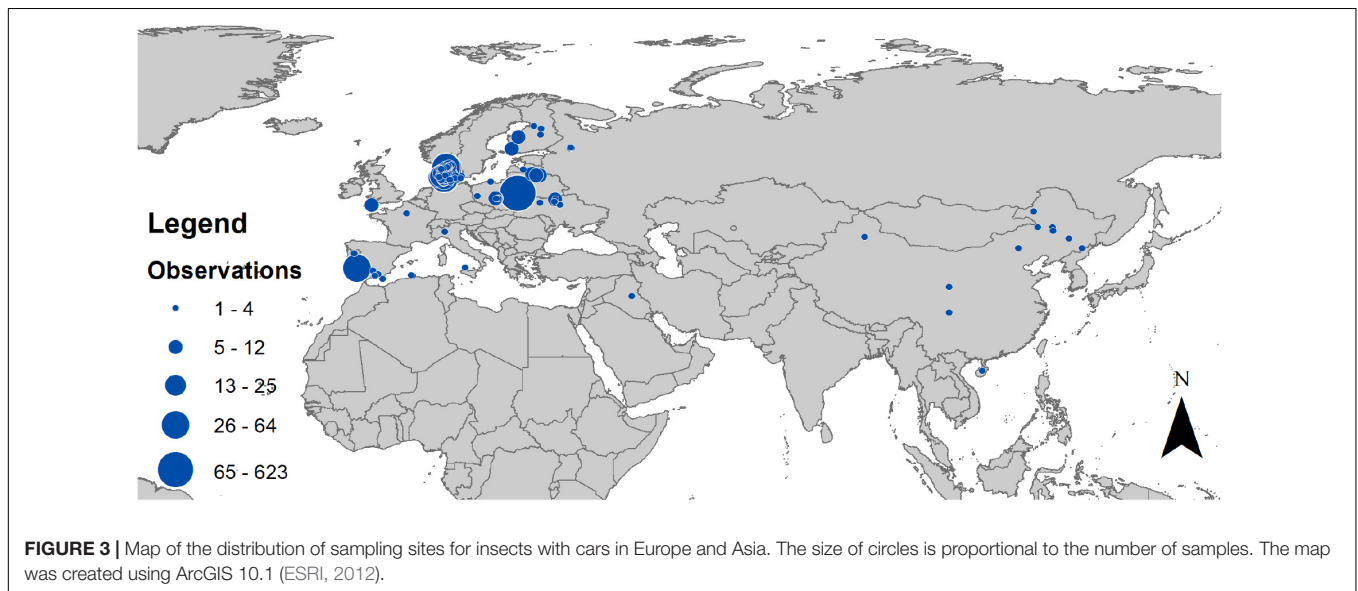 Legend
Observations
1 - 4
5 - 12
13 - 25
26 - 64
65 - 623
N
FIGURE 3 | Map of the distribution of sampling sites for insects with cars in Europe and Asia. The size of circles is proportional to the number of samples. The map
was created using ArcGIS 10.1 (ESRI, 2012).